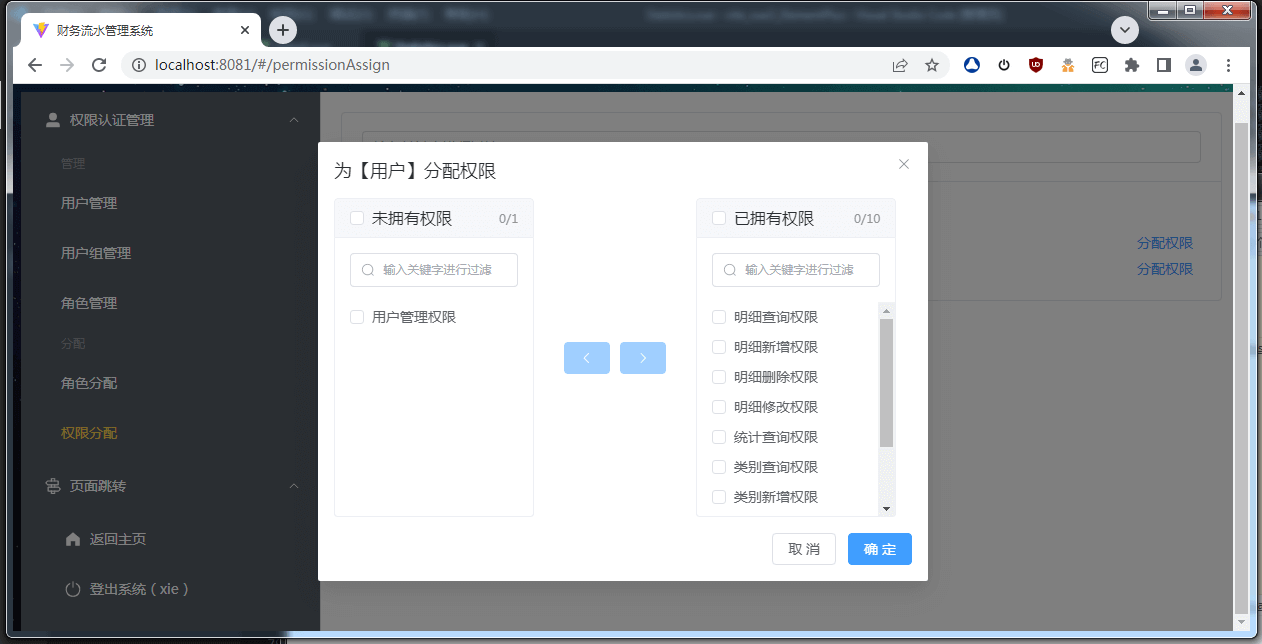 财务流水管理系统
localhost:8081/#/permissionAssign
权限认证管理
管理
用户管理
用户组管理
角色管理
分配
角色分配
权限分配
页面跳转
返回主页
登出系统 ( xie )
为【用户】分配权限
未拥有权限 0/1
输入关键字进行过滤
用户管理权限
已拥有权限 0/10
输入关键字进行过滤
明细查询权限
明细新增权限
明细删除权限
明细修改权限
统计查询权限
类别查询权限
类别新增权限
取消
确定
分配权限
分配权限